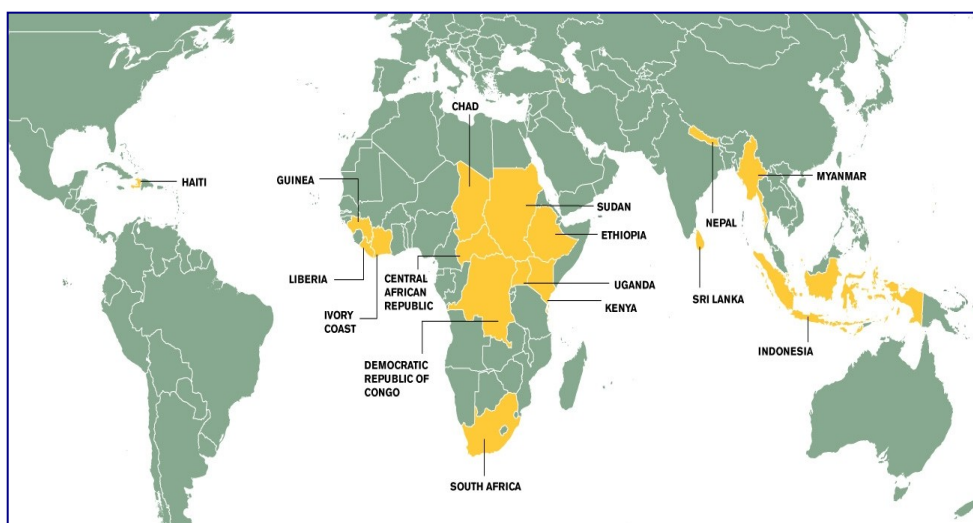 CHAD
HAITI
GUINEA
MYANMAR
SUDAN
NEPAL
ETHIOPIA
LIBERIA
CENTRAL
AFRICAN
REPUBLIC
UGANDA
SRI LANKA
KENYA
IVORY
COAST
INDONESIA
DEMOCRATIC
REPUBLIC OF
CONGO
SOUTH AFRICA